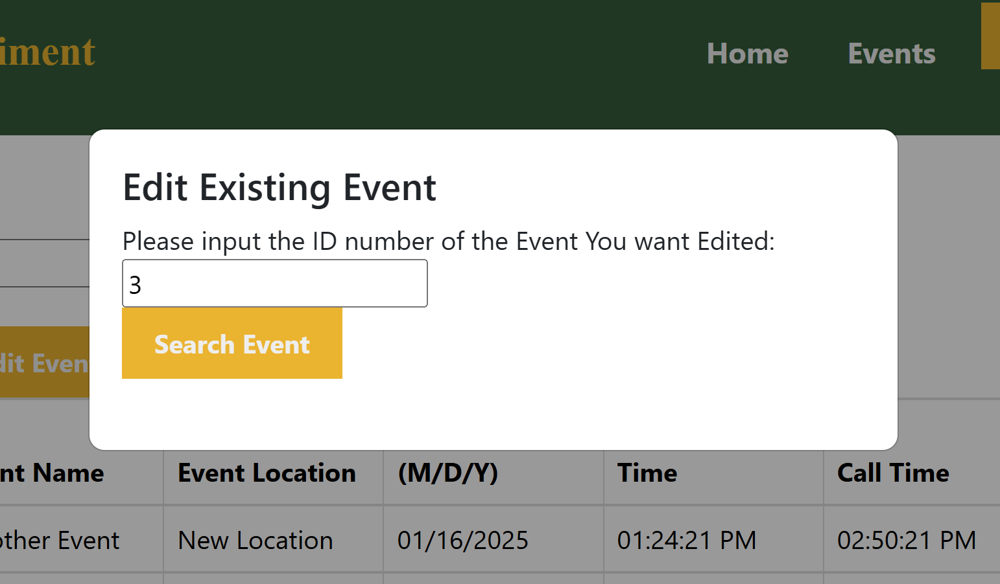 iment
Home Events
Edit Existing Event
Please input the ID number of the Event You want Edited:
3
Search Event
dit Even
nt Name Event Location (M/D/Y) Time Call Time
other Event New Location 01/16/2025 01:24:21 PM 02:50:21 PM